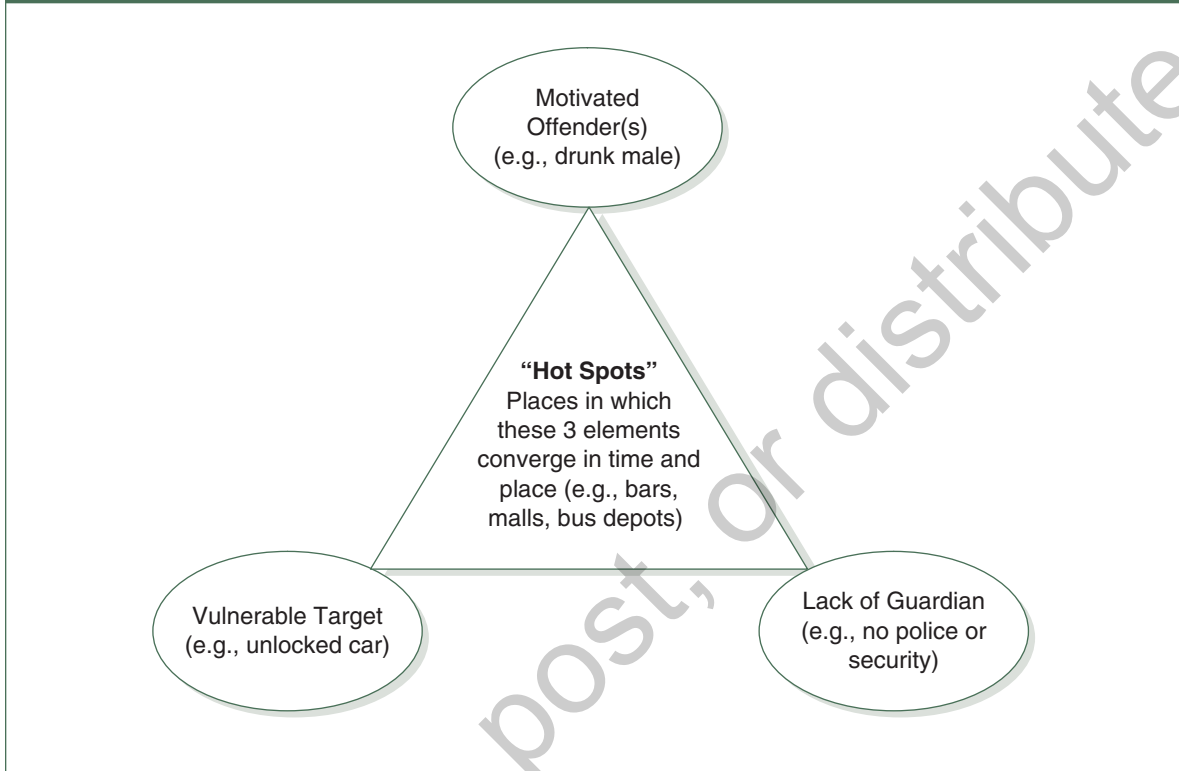 Motivated
Offender(s)
(e.g., drunk male)
“Hot Spots”
Places in which
these 3 elements
converge in time and
place (e.g., bars,
malls, bus depots)
Vulnerable Target
(e.g., unlocked car)
Lack of Guardian
(e.g., no police or
security)
post, or distribute